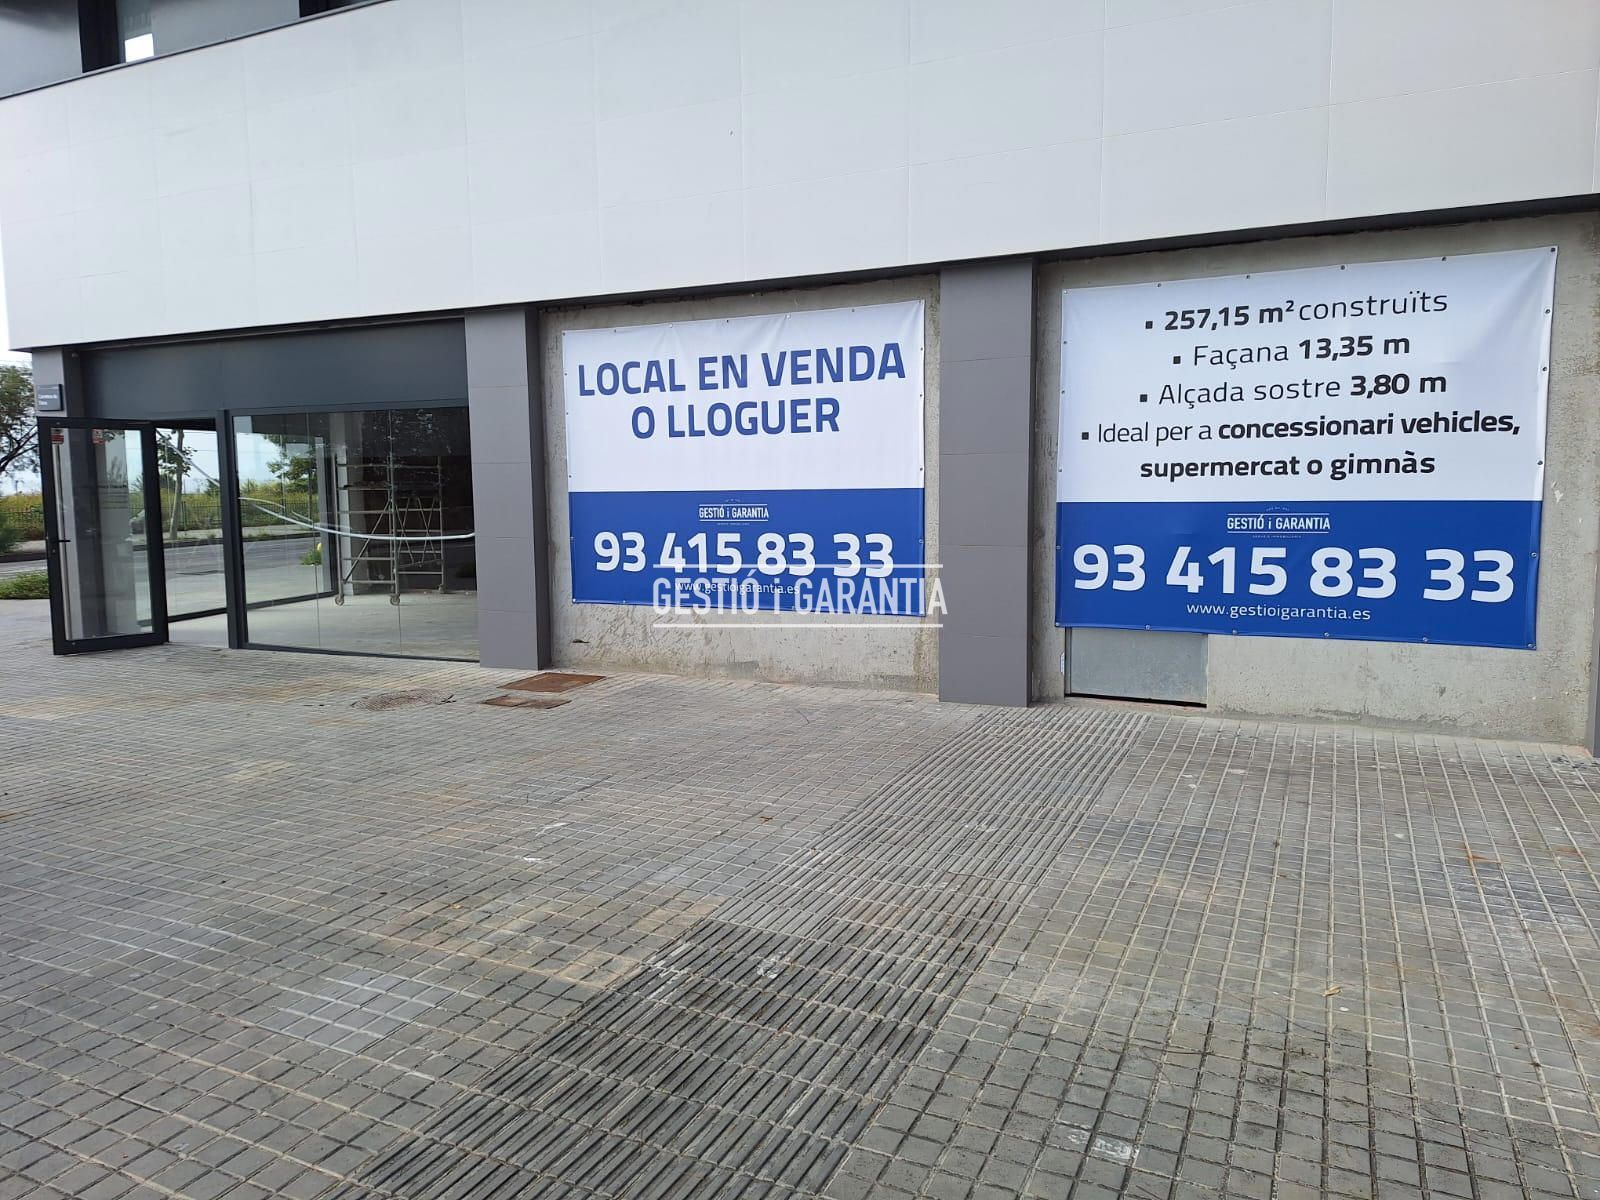 LOCAL EN VENDA
O LLOGUER
GESTIÓ i GARANTIA
93 415 83 33
www.gestioigarantia.es
GESTIÓ i GARANTIA
▪ 257,15 m² construïts
▪ Façana 13,35 m
▪ Alçada sostre 3,80 m
▪ Ideal per a concessionari vehicles,
supermercat o gimnàs
GESTIÓ i GARANTIA
93 415 83 33
www.gestioigarantia.es